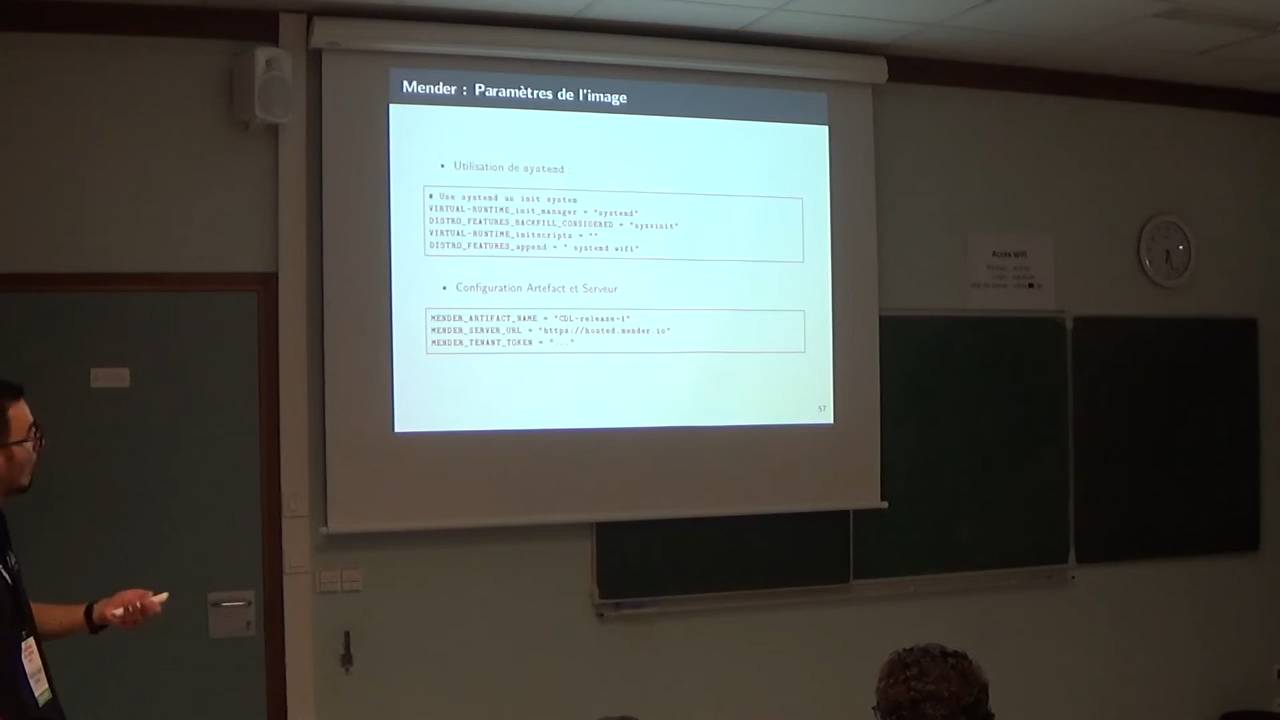 Mender : Paramètres de l'image
• Utilisation de systemd :
# Use systemd as init system
VIRTUAL-RUNTIME_init_manager = "systemd"
DISTRO_FEATURES_BACKFILL_CONSIDERED = "sysvinit"
VIRTUAL-RUNTIME_initscripts = ""
DISTRO_FEATURES_append = " systemd wifi"
• Configuration Artefact et Serveur
MENDER_ARTIFACT_NAME = "CDL-release-1"
MENDER_SERVER_URL = "https://hosted.mender.io"
MENDER_TENANT_TOKEN = "..."
57
Accès Wifi